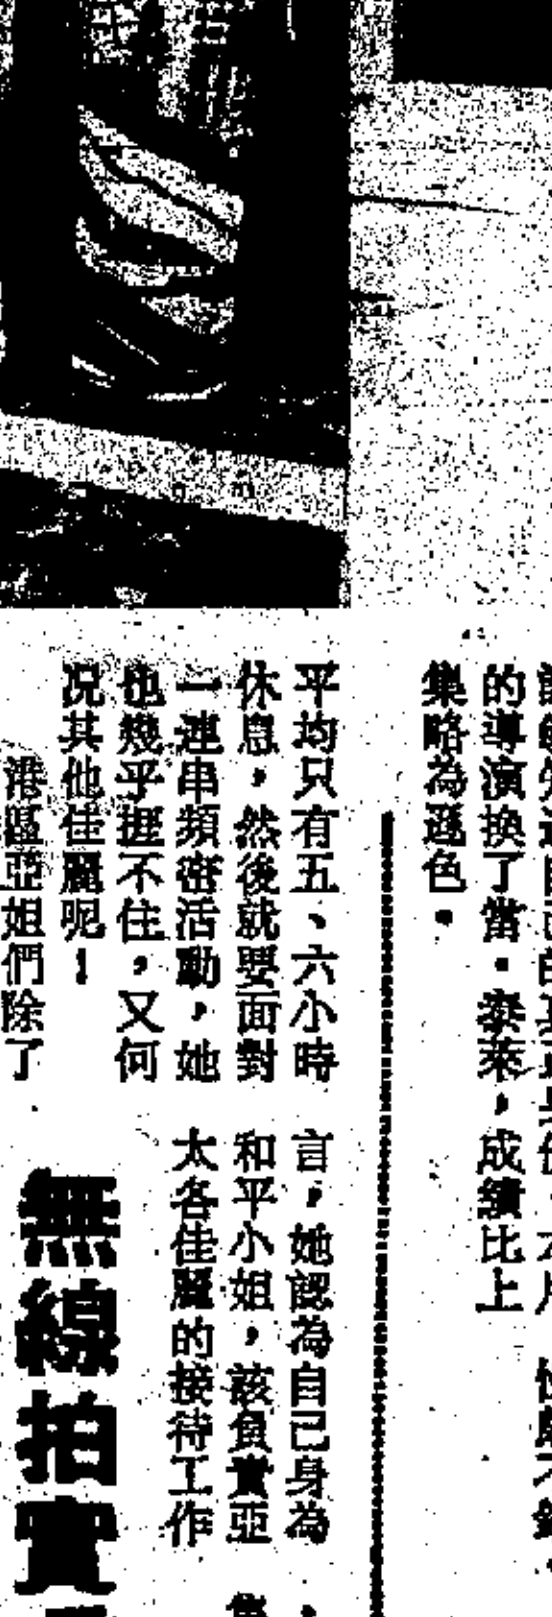 的導演換了當·泰萊，成績比上
集略為遜色。
平均只有五、六小時
休息，然後就要面對
一連串頻密活動，她
也幾乎捱不住，又何
況其他佳麗呢！
港區亞姐們除了
言，她認為自己身為
和平小姐，該負責亞
太各佳麗的接待工作
無線拍實